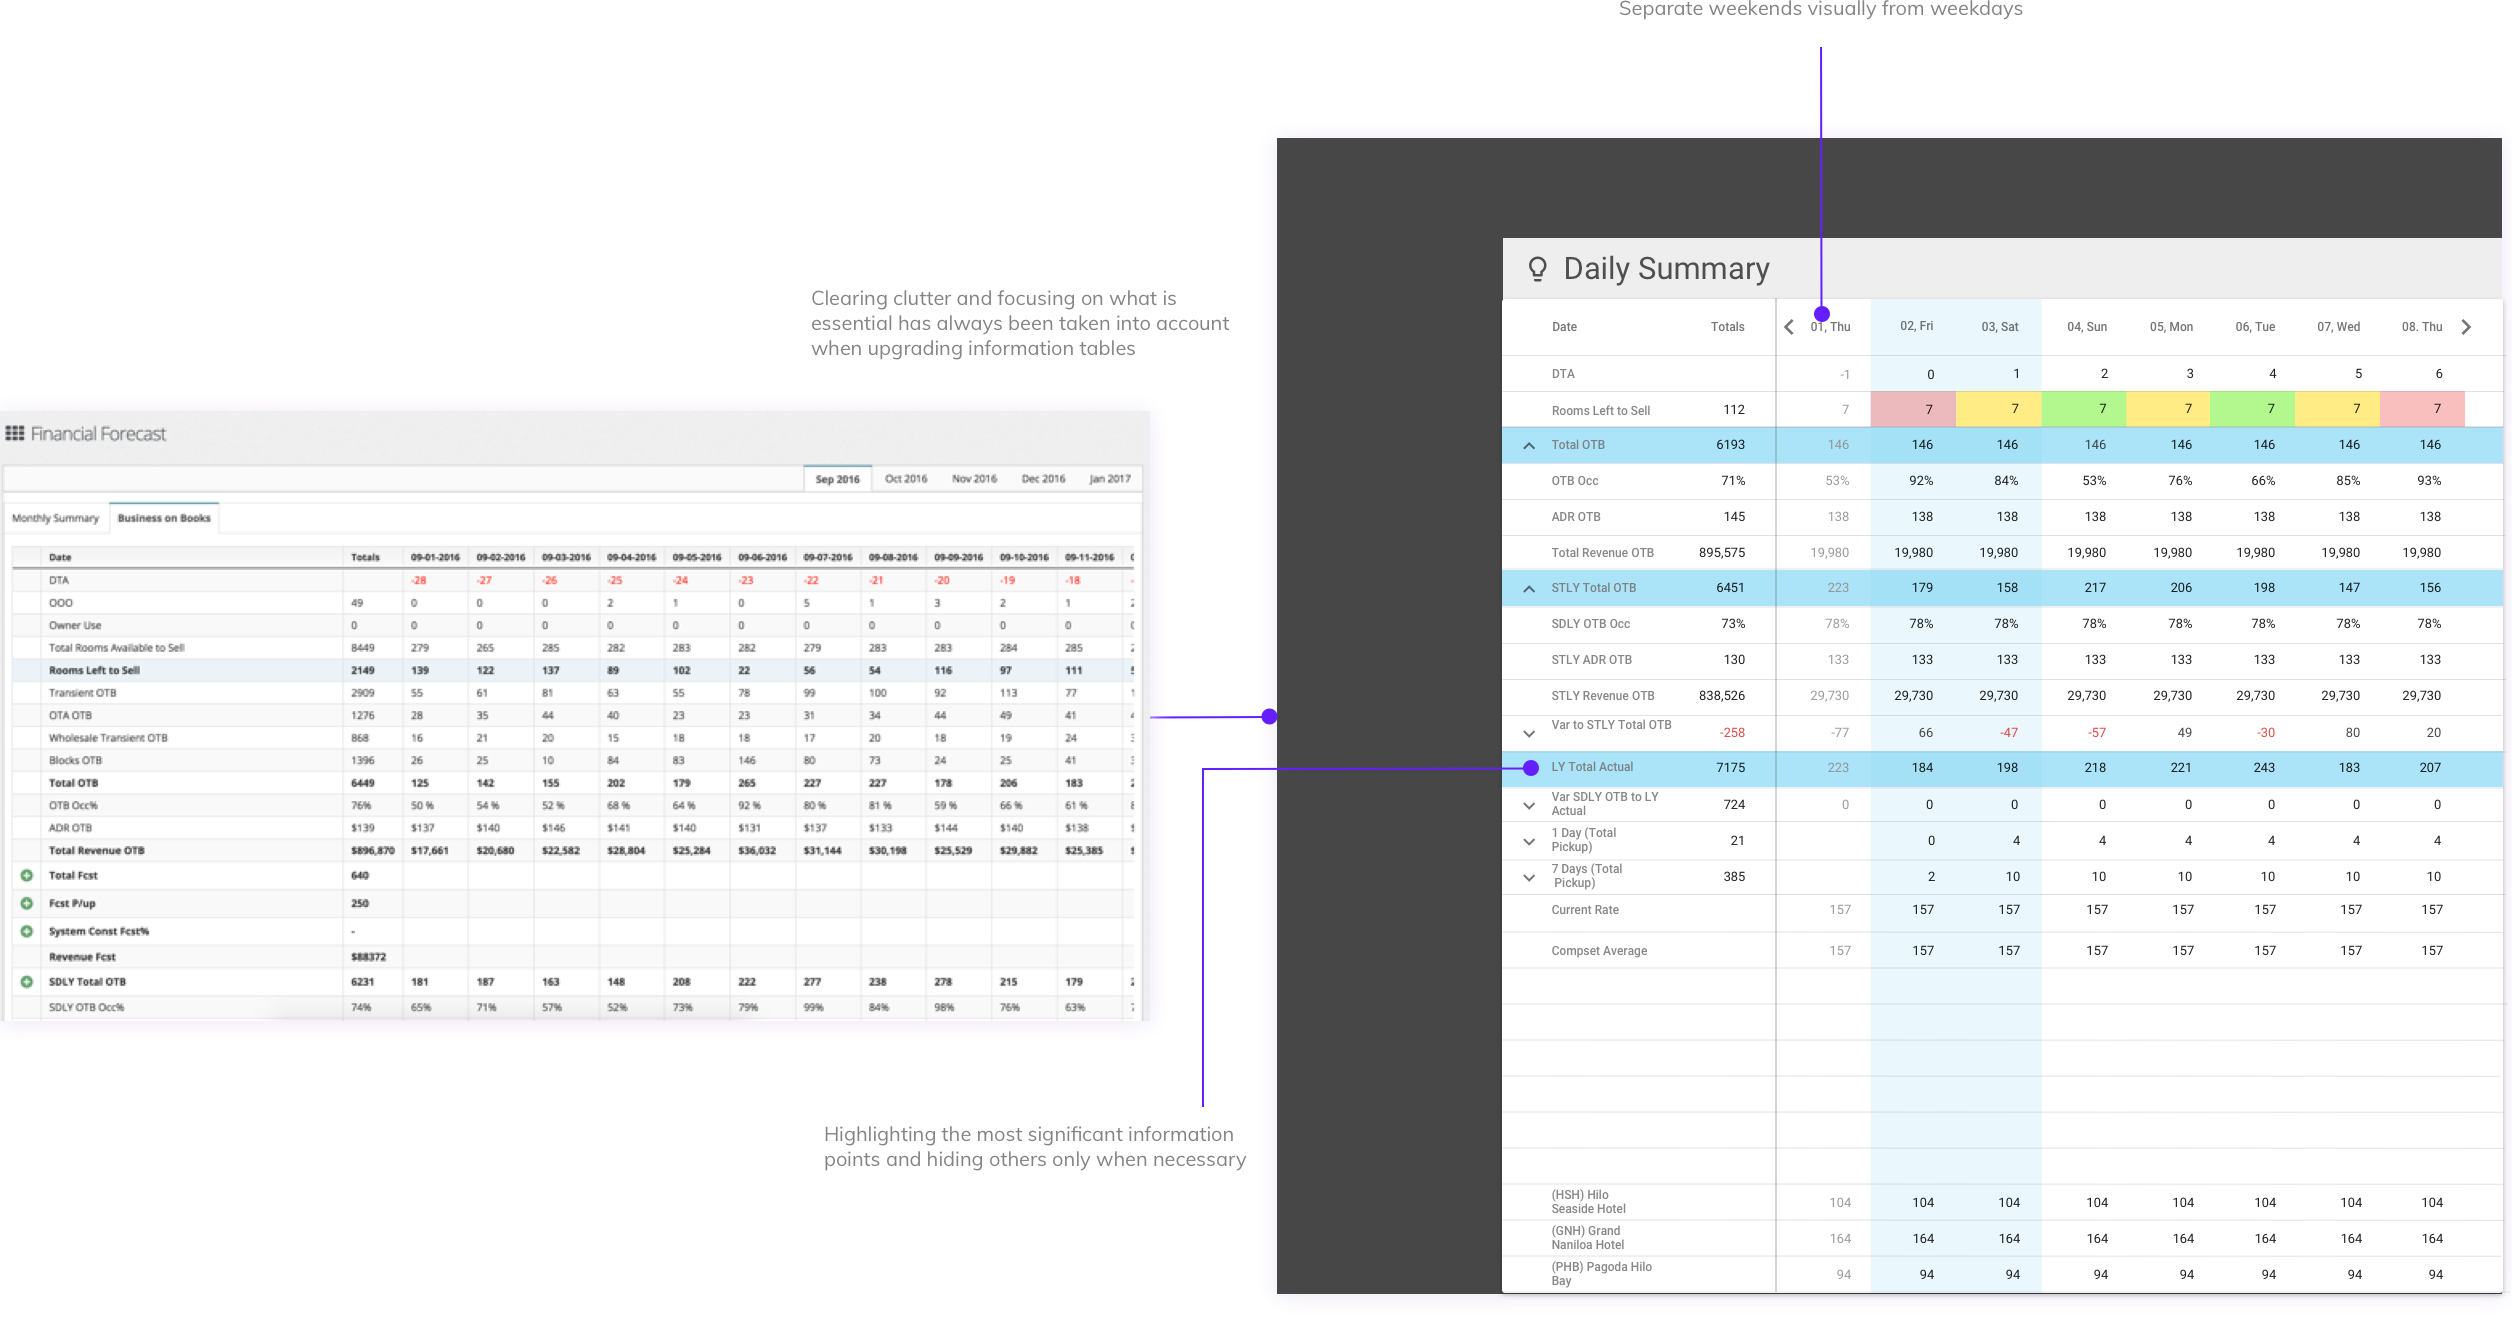 Separate weekends visually from weekdays
Clearing clutter and focusing on what is
essential has always been taken into account
when upgrading information tables
Financial Forecast
Sep 2016 Oct 2016 Nov 2016 Dec 2016 Jan 2017
Monthly Summary Business on Books
Date Totals 09-01-2016 09-02-2016 09-03-2016 09-04-2016 09-05-2016 09-06-2016 09-07-2016 09-08-2016 09-09-2016 09-10-2016 09-11-2016
DTA -28 -27 -26 -25 -24 -23 -22 -21 -20 -19 -18
OOO 49 0 0 0 2 1 0 5 1 3 2 1
Owner Use 0 0 0 0 0 0 0 0 0 0 0 0
Total Rooms Available to Sell 8449 279 265 285 282 283 282 279 283 283 284 285
Rooms Left to Sell 2149 139 122 137 89 102 22 56 54 116 97 111
Transient OTB 2909 55 61 81 63 55 78 99 100 92 113 77
OTA OTB 1276 28 35 44 40 23 23 31 34 44 49 41
Wholesale Transient OTB 868 16 21 20 15 18 18 17 20 18 19 24
Blocks OTB 1396 26 25 10 84 83 146 80 73 24 25 41
Total OTB 6449 125 142 155 202 179 265 227 227 178 206 183
OTB Occ% 76% 50 % 54 % 52 % 68 % 64 % 92 % 80 % 81 % 59 % 66 % 61 %
ADR OTB $139 $137 $140 $146 $141 $140 $131 $137 $133 $144 $140 $138
Total Revenue OTB $896,870 $17,661 $20,680 $22,582 $28,804 $25,284 $36,032 $31,144 $30,198 $25,529 $29,882 $25,385
Total Fcst 640
Fcst P/up 250
System Const Fcst% -
Revenue Fcst $88372
SDLY Total OTB 6231 181 187 163 148 208 222 277 238 278 215 179
SDLY OTB Occ% 74% 65% 71% 57% 52% 73% 79% 99% 84% 98% 76% 63%
Highlighting the most significant information
points and hiding others only when necessary
Daily Summary
Date Totals 01, Thu 02, Fri 03, Sat 04, Sun 05, Mon 06, Tue 07, Wed 08. Thu
DTA -1 0 1 2 3 4 5 6
Rooms Left to Sell 112 7 7 7 7 7 7 7 7
Total OTB 6193 146 146 146 146 146 146 146 146
OTB Occ 71% 53% 92% 84% 53% 76% 66% 85% 93%
ADR OTB 145 138 138 138 138 138 138 138 138
Total Revenue OTB 895,575 19,980 19,980 19,980 19,980 19,980 19,980 19,980 19,980
STLY Total OTB 6451 223 179 158 217 206 198 147 156
SDLY OTB Occ 73% 78% 78% 78% 78% 78% 78% 78% 78%
STLY ADR OTB 130 133 133 133 133 133 133 133 133
STLY Revenue OTB 838,526 29,730 29,730 29,730 29,730 29,730 29,730 29,730 29,730
Var to STLY Total OTB -258 -77 66 -47 -57 49 -30 80 20
LY Total Actual 7175 223 184 198 218 221 243 183 207
Var SDLY OTB to LY
Actual 724 0 0 0 0 0 0 0 0
1 Day (Total
Pickup) 21 0 4 4 4 4 4 4
7 Days (Total
Pickup) 385 2 10 10 10 10 10 10
Current Rate 157 157 157 157 157 157 157 157
Compset Average 157 157 157 157 157 157 157 157
(HSH) Hilo
Seaside Hotel 104 104 104 104 104 104 104 104
(GNH) Grand
Naniloa Hotel 164 164 164 164 164 164 164 164
(PHB) Pagoda Hilo
Bay 94 94 94 94 94 94 94 94